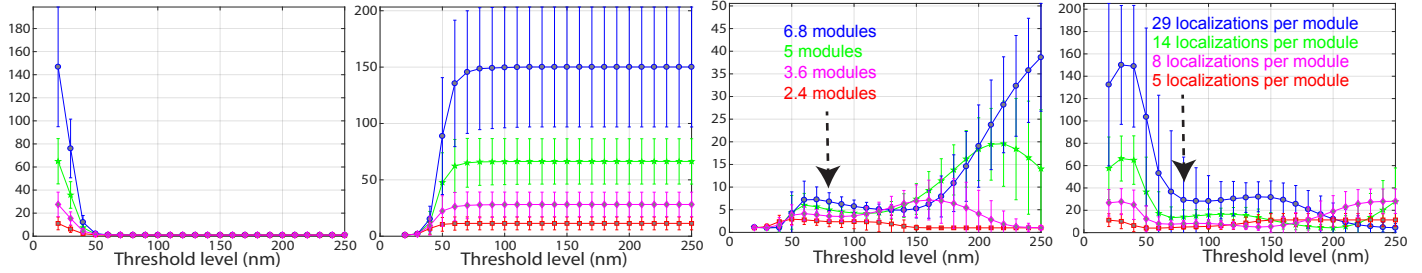 180
160
140
120
100
80
60
40
20
0
0 50 100 150 200 250
Threshold level (nm)
200
150
100
50
0
0 50 100 150 200 250
Threshold level (nm)
50
45
40
35
30
25
20
15
10
5
0
6.8 modules
5 modules
3.6 modules
2.4 modules
0 50 100 150 200 250
Threshold level (nm)
200
180
160
140
120
100
80
60
40
20
0
29 localizations per module
14 localizations per module
8 localizations per module
5 localizations per module
0 50 100 150 200 250
Threshold level (nm)